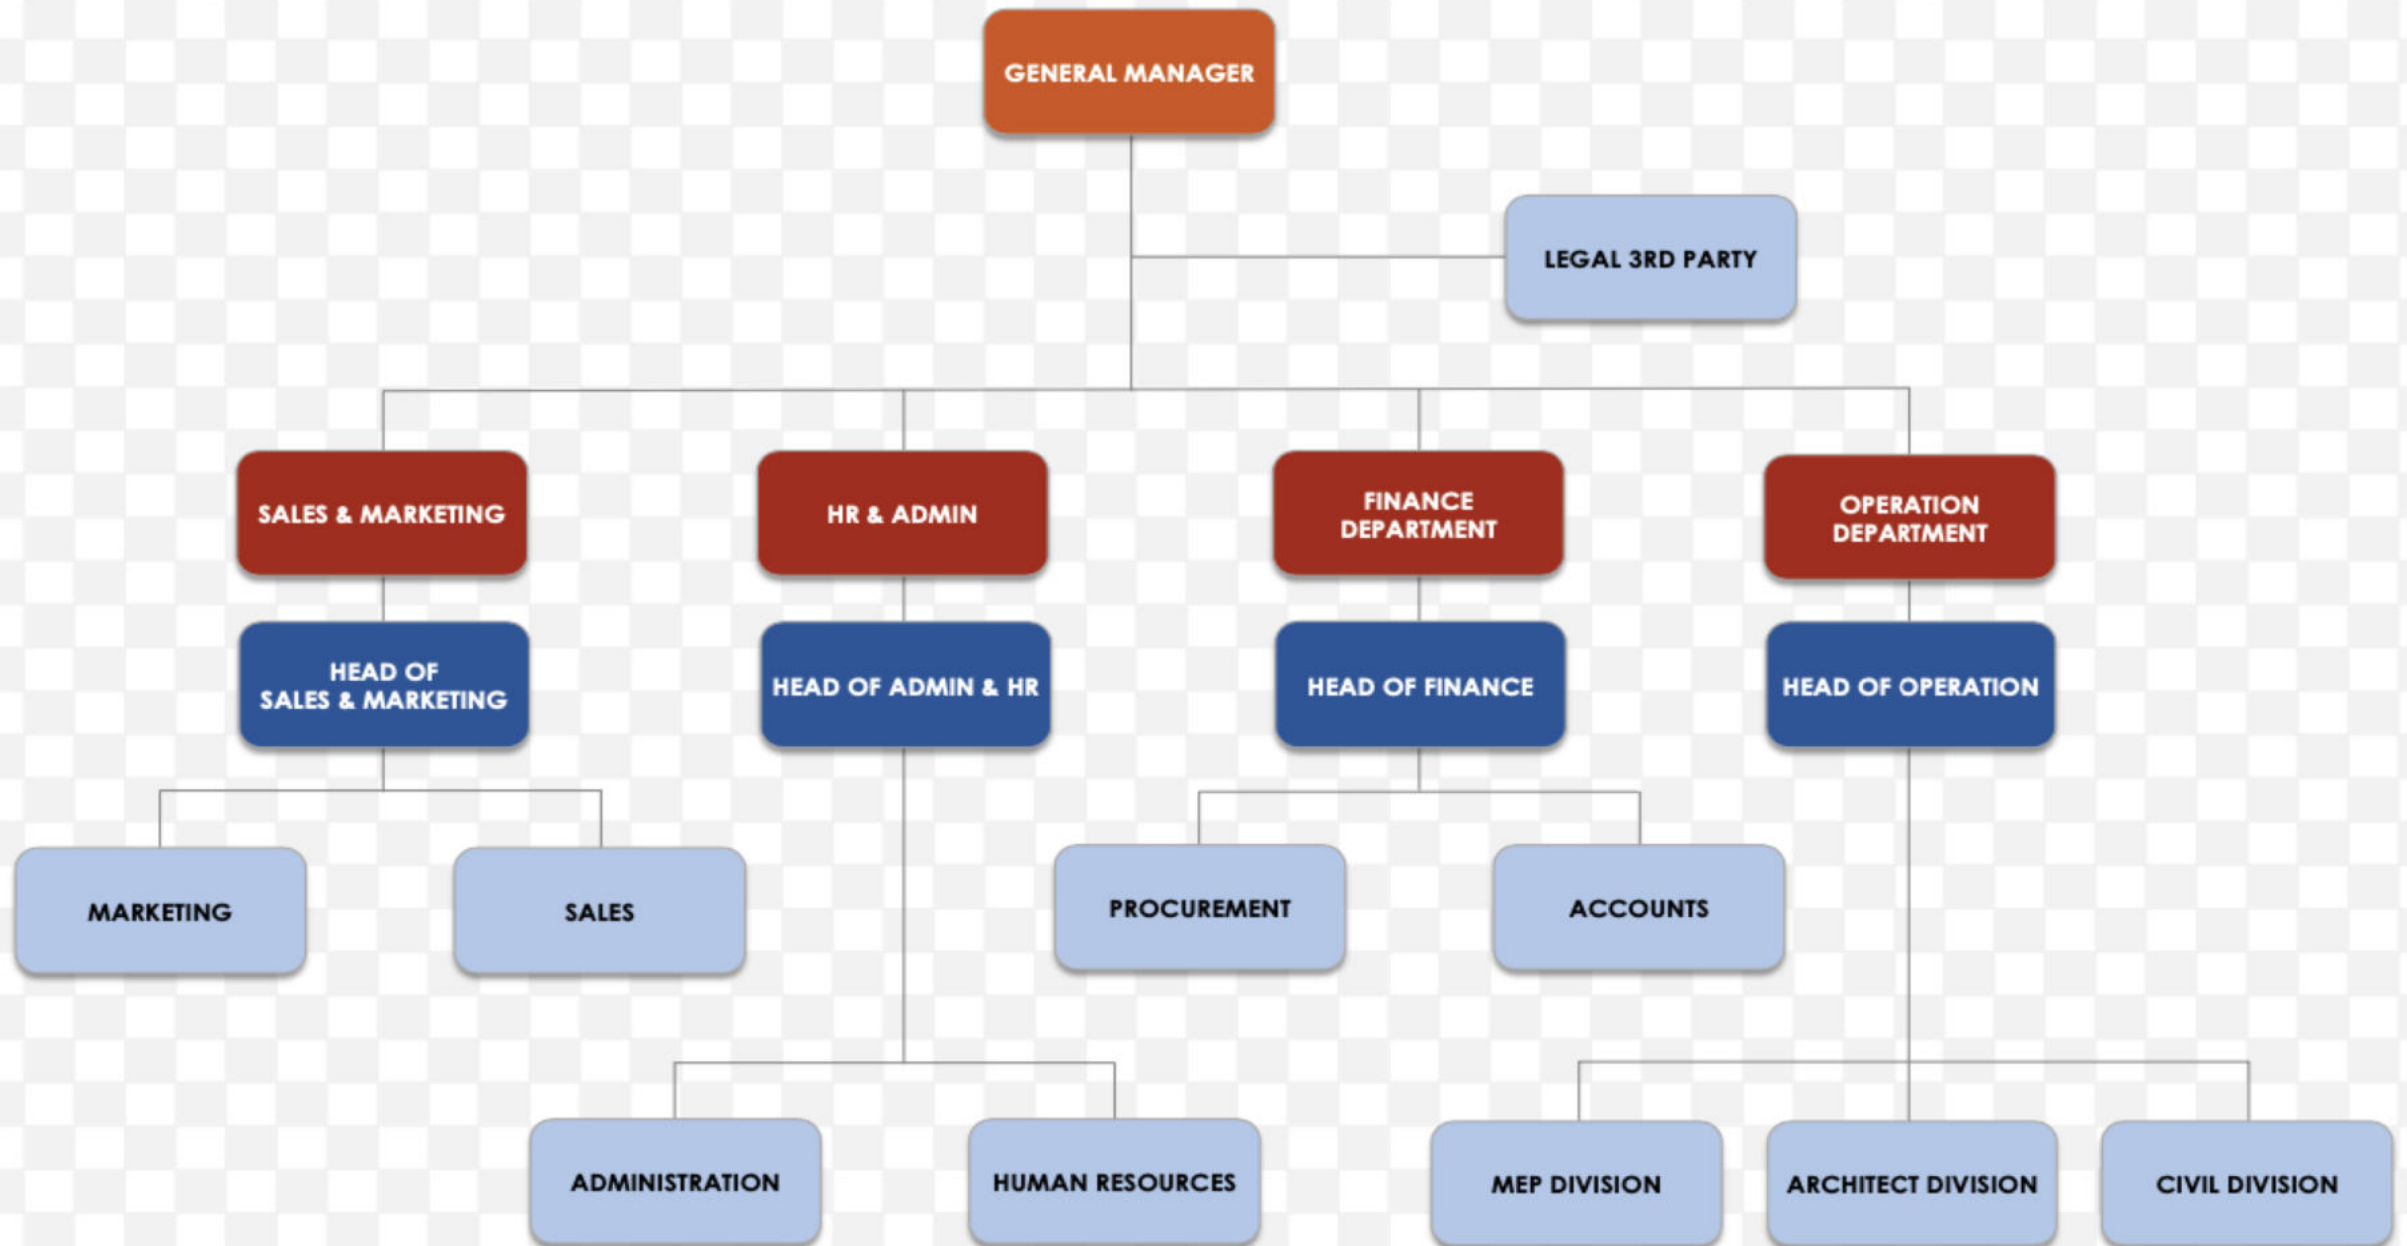 GENERAL MANAGER
LEGAL 3RD PARTY
SALES & MARKETING
HR & ADMIN
FINANCE
DEPARTMENT
OPERATION
DEPARTMENT
HEAD OF
SALES & MARKETING
HEAD OF ADMIN & HR
HEAD OF FINANCE
HEAD OF OPERATION
MARKETING
SALES
PROCUREMENT
ACCOUNTS
ADMINISTRATION
HUMAN RESOURCES
MEP DIVISION
ARCHITECT DIVISION
CIVIL DIVISION